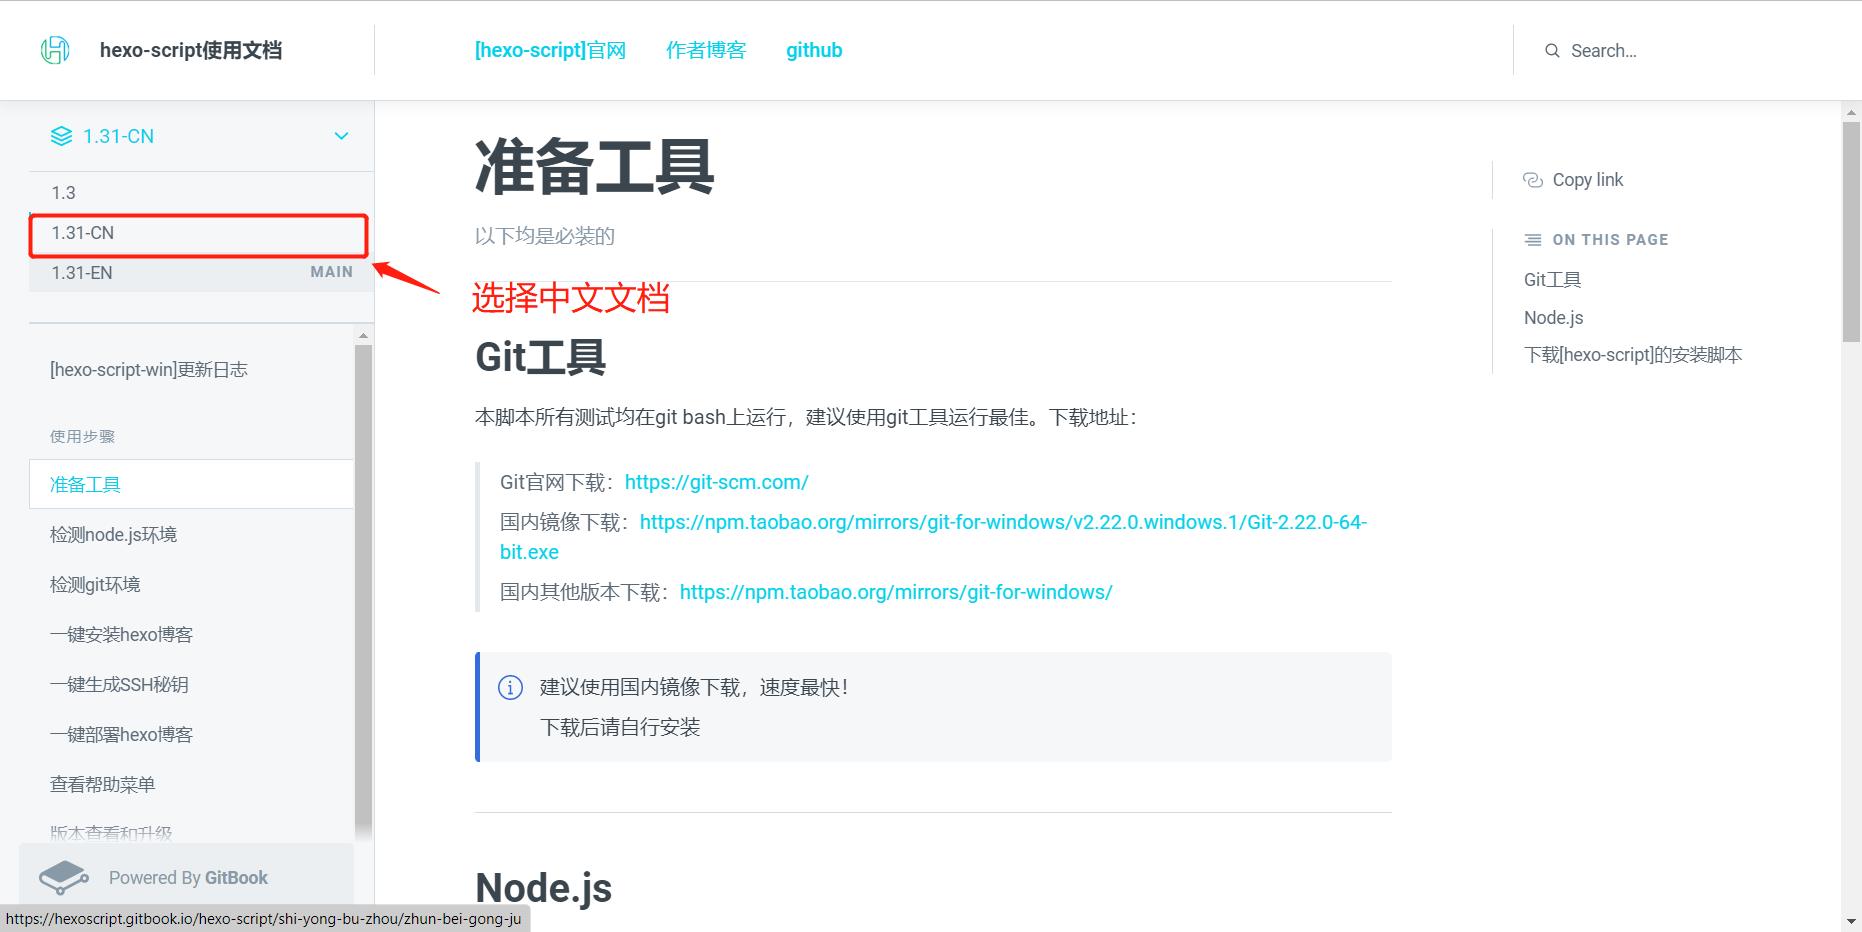 hexo-script使用文档
[hexo-script]官网
作者博客
github
Search...
1.31-CN
1.3
1.31-CN
1.31-EN
MAIN
[hexo-script-win]更新日志
使用步骤
准备工具
检测node.js环境
检测git环境
一键安装hexo博客
一键生成SSH秘钥
一键部署hexo博客
查看帮助菜单
版本查看和升级
Powered By GitBook
https://hexoscript.gitbook.io/hexo-script/shi-yong-bu-zhou/zhun-bei-gong-ju
准备工具
以下均是必装的
选择中文文档
Git工具
本脚本所有测试均在git bash上运行，建议使用git工具运行最佳。下载地址：
Git官网下载：https://git-scm.com/
国内镜像下载：https://npm.taobao.org/mirrors/git-for-windows/v2.22.0.windows.1/Git-2.22.0-64-
bit.exe
国内其他版本下载：https://npm.taobao.org/mirrors/git-for-windows/
建议使用国内镜像下载，速度最快！
下载后请自行安装
Node.js
Copy link
ON THIS PAGE
Git工具
Node.js
下载[hexo-script]的安装脚本